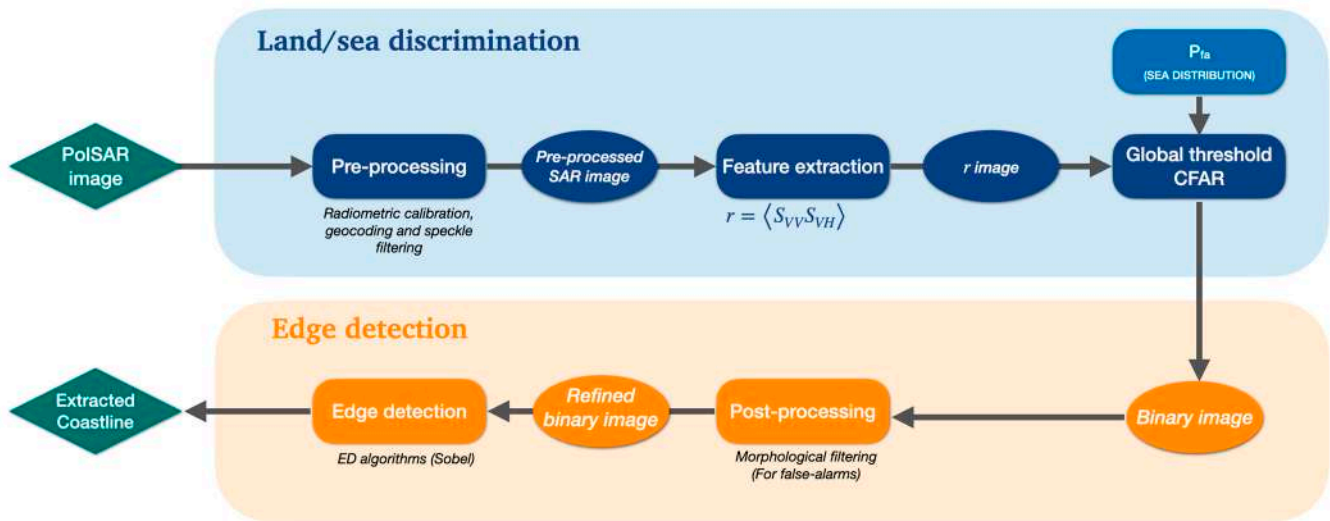 Land/sea discrimination
Pfa
(SEA DISTRIBUTION)
PolSAR
image
Pre-processing
Pre-processed
SAR image
Feature extraction
r image
Global threshold
CFAR
Radiometric calibration,
geocoding and speckle
filtering
r = ⟨S_VV S_VH⟩
Edge detection
Extracted
Coastline
Edge detection
Refined
binary image
Post-processing
Binary image
ED algorithms (Sobel)
Morphological filtering
(For false-alarms)